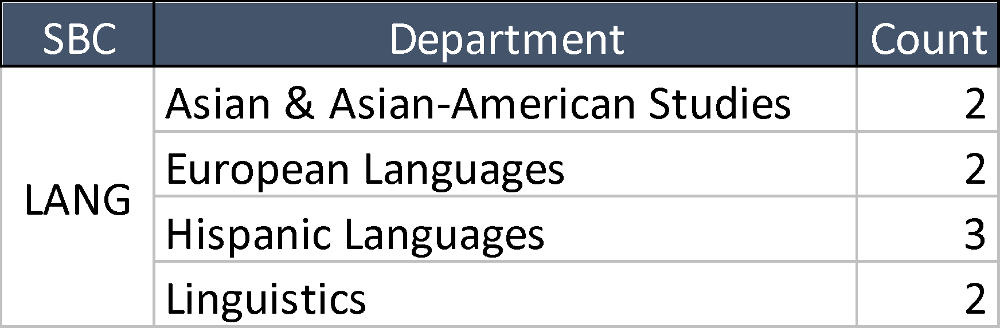 SBC Department Count
LANG
Asian & Asian-American Studies 2
European Languages 2
Hispanic Languages 3
Linguistics 2